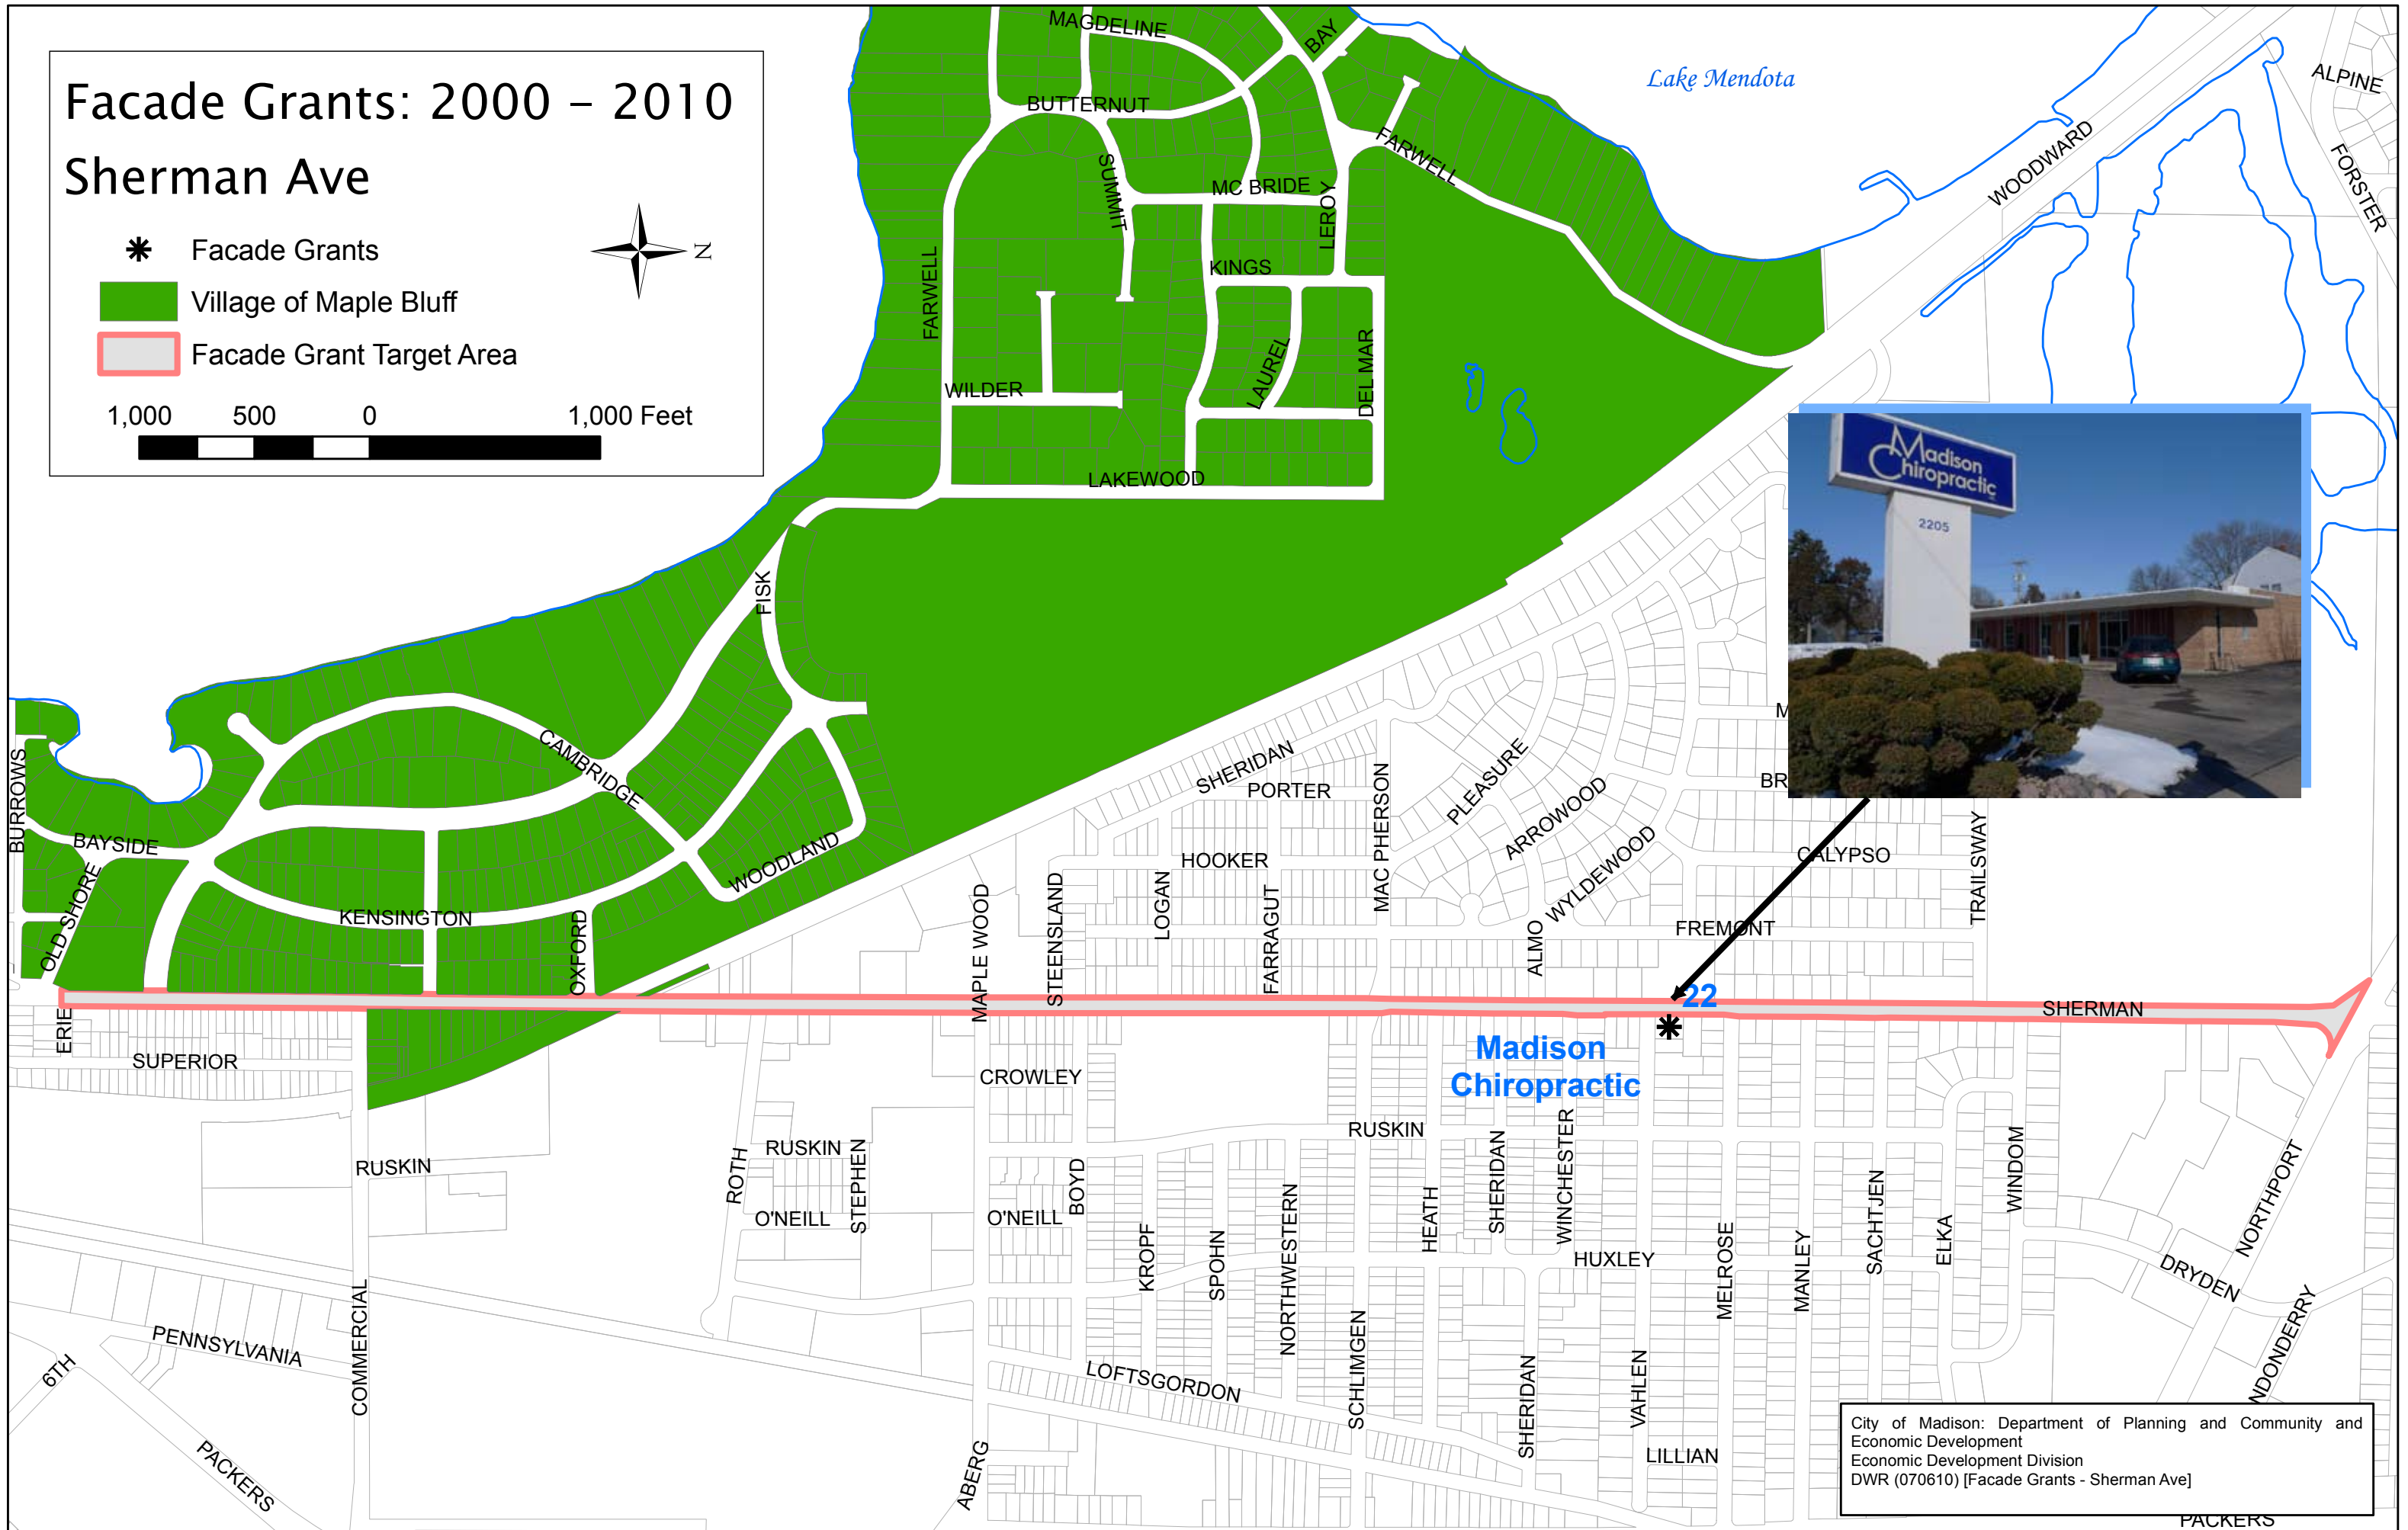 Facade Grants: 2000 – 2010
Sherman Ave
Facade Grants
N
Village of Maple Bluff
Facade Grant Target Area
1,000 500 0 1,000 Feet
MAGDELINE
BAY
Lake Mendota
ALPINE
BUTTERNUT
FARWELL
WOODWARD
FORSTER
SUMMIT
MC BRIDE
LEROY
FARWELL
KINGS
WILDER
LAUREL
DEL MAR
LAKEWOOD
Madison
Chiropractic
2205
FISK
CAMBRIDGE
SHERIDAN
PORTER
MAC PHERSON
PLEASURE
ARROWOOD
WYLDEWOOD
M
BR
CALYPSO
TRAILSWAY
BURROWS
BAYSIDE
OLD SHORE
WOODLAND
KENSINGTON
OXFORD
HOOKER
MAPLE WOOD
STEENSLAND
LOGAN
FARRAGUT
ALMO
FREMONT
22
SHERMAN
ERIE
SUPERIOR
Madison
Chiropractic
CROWLEY
RUSKIN
RUSKIN
RUSKIN
ROTH
STEPHEN
O'NEILL
O'NEILL
BOYD
KROPF
SPOHN
NORTHWESTERN
HEATH
SHERIDAN
WINCHESTER
HUXLEY
MELROSE
MANLEY
SACHTJEN
ELKA
WINDOM
NORTHPORT
DRYDEN
NDONDERRY
COMMERCIAL
PENNSYLVANIA
6TH
PACKERS
LOFTSGORDON
SCHLIMGEN
SHERIDAN
VAHLEN
LILLIAN
ABERG
City of Madison: Department of Planning and Community and
Economic Development
Economic Development Division
DWR (070610) [Facade Grants - Sherman Ave]
PACKERS